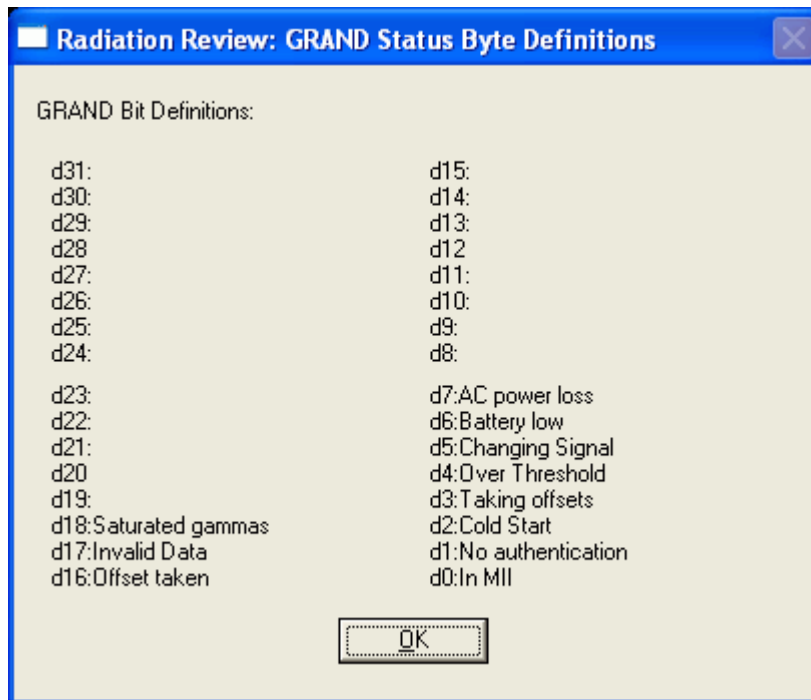 Radiation Review: GRAND Status Byte Definitions
GRAND Bit Definitions:
d31:
d30:
d29:
d28
d27:
d26:
d25:
d24:
d23:
d22:
d21:
d20
d19:
d18:Saturated gammas
d17:Invalid Data
d16:Offset taken
d15:
d14:
d13:
d12
d11:
d10:
d9:
d8:
d7:AC power loss
d6:Battery low
d5:Changing Signal
d4:Over Threshold
d3:Taking offsets
d2:Cold Start
d1:No authentication
d0:In MII
OK